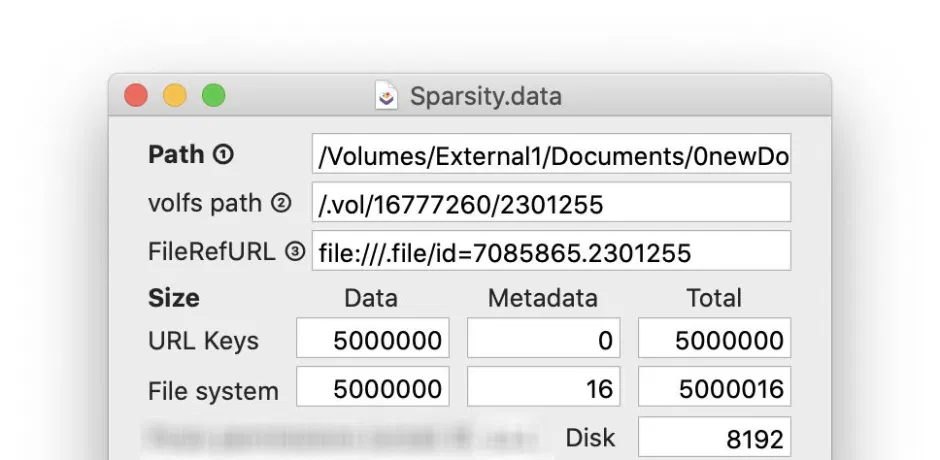 Sparsity.data
Path ① /Volumes/External1/Documents/0newDo
volfs path ② /.vol/16777260/2301255
FileRefURL ③ file:///.file/id=7085865.2301255
Size Data Metadata Total
URL Keys 5000000 0 5000000
File system 5000000 16 5000016
Disk 8192